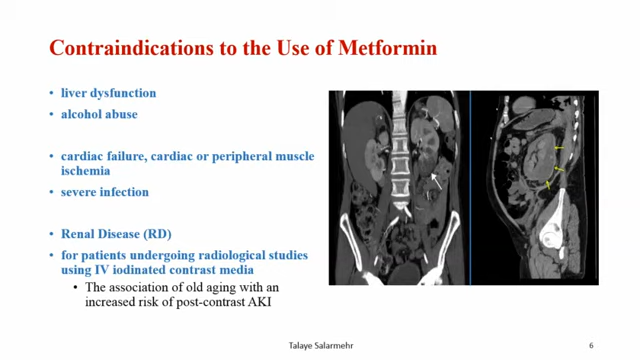 Contraindications to the Use of Metformin
• liver dysfunction
• alcohol abuse
• cardiac failure, cardiac or peripheral muscle
ischemia
• severe infection
• Renal Disease (RD)
• for patients undergoing radiological studies
using IV iodinated contrast media
• The association of old aging with an
increased risk of post-contrast AKI
Talaye Salarmehr
6